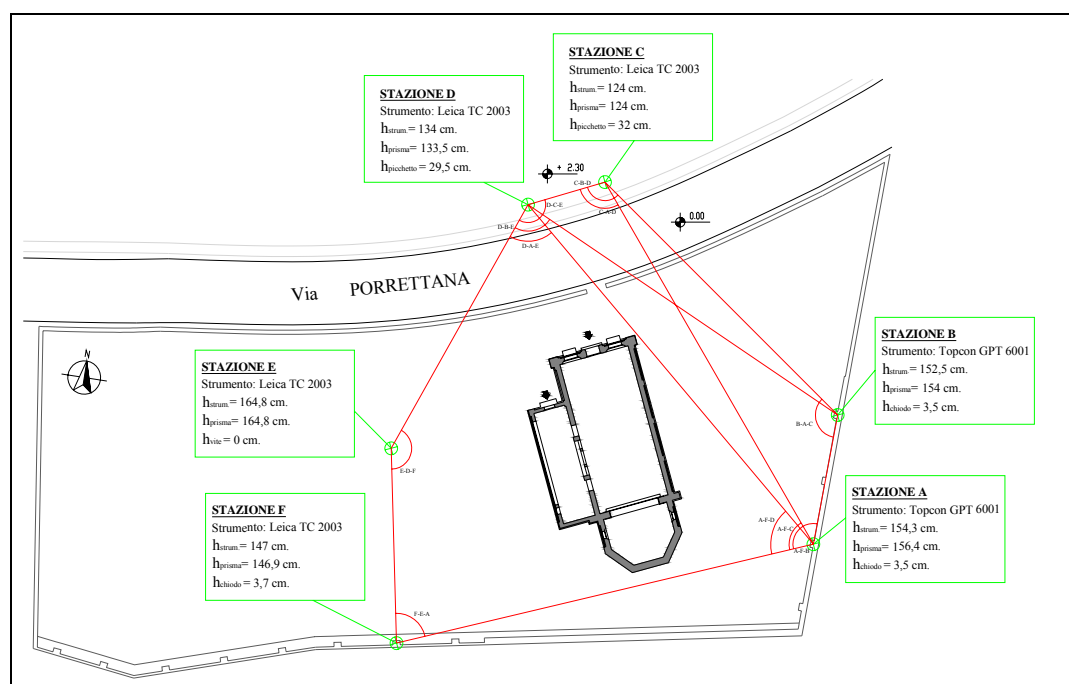 STAZIONE C
Strumento: Leica TC 2003
hstrum.= 124 cm.
hprisma= 124 cm.
hpicchetto = 32 cm.
STAZIONE D
Strumento: Leica TC 2003
hstrum.= 134 cm.
hprisma= 133,5 cm.
hpicchetto = 29,5 cm.
+ 2.30
C-B-D
C-A-D
D-C-E
D-B-E
D-A-E
0.00
Via PORRETTANA
N
STAZIONE E
Strumento: Leica TC 2003
hstrum.= 164,8 cm.
hprisma= 164,8 cm.
hvite = 0 cm.
STAZIONE B
Strumento: Topcon GPT 6001
hstrum.= 152,5 cm.
hprisma= 154 cm.
hchiodo = 3,5 cm.
B-A-C
E-D-F
STAZIONE A
Strumento: Topcon GPT 6001
hstrum.= 154,3 cm.
hprisma= 156,4 cm.
hchiodo = 3,5 cm.
STAZIONE F
Strumento: Leica TC 2003
hstrum.= 147 cm.
hprisma= 146,9 cm.
hchiodo = 3,7 cm.
A-F-D
A-F-C
A-F-B
F-E-A